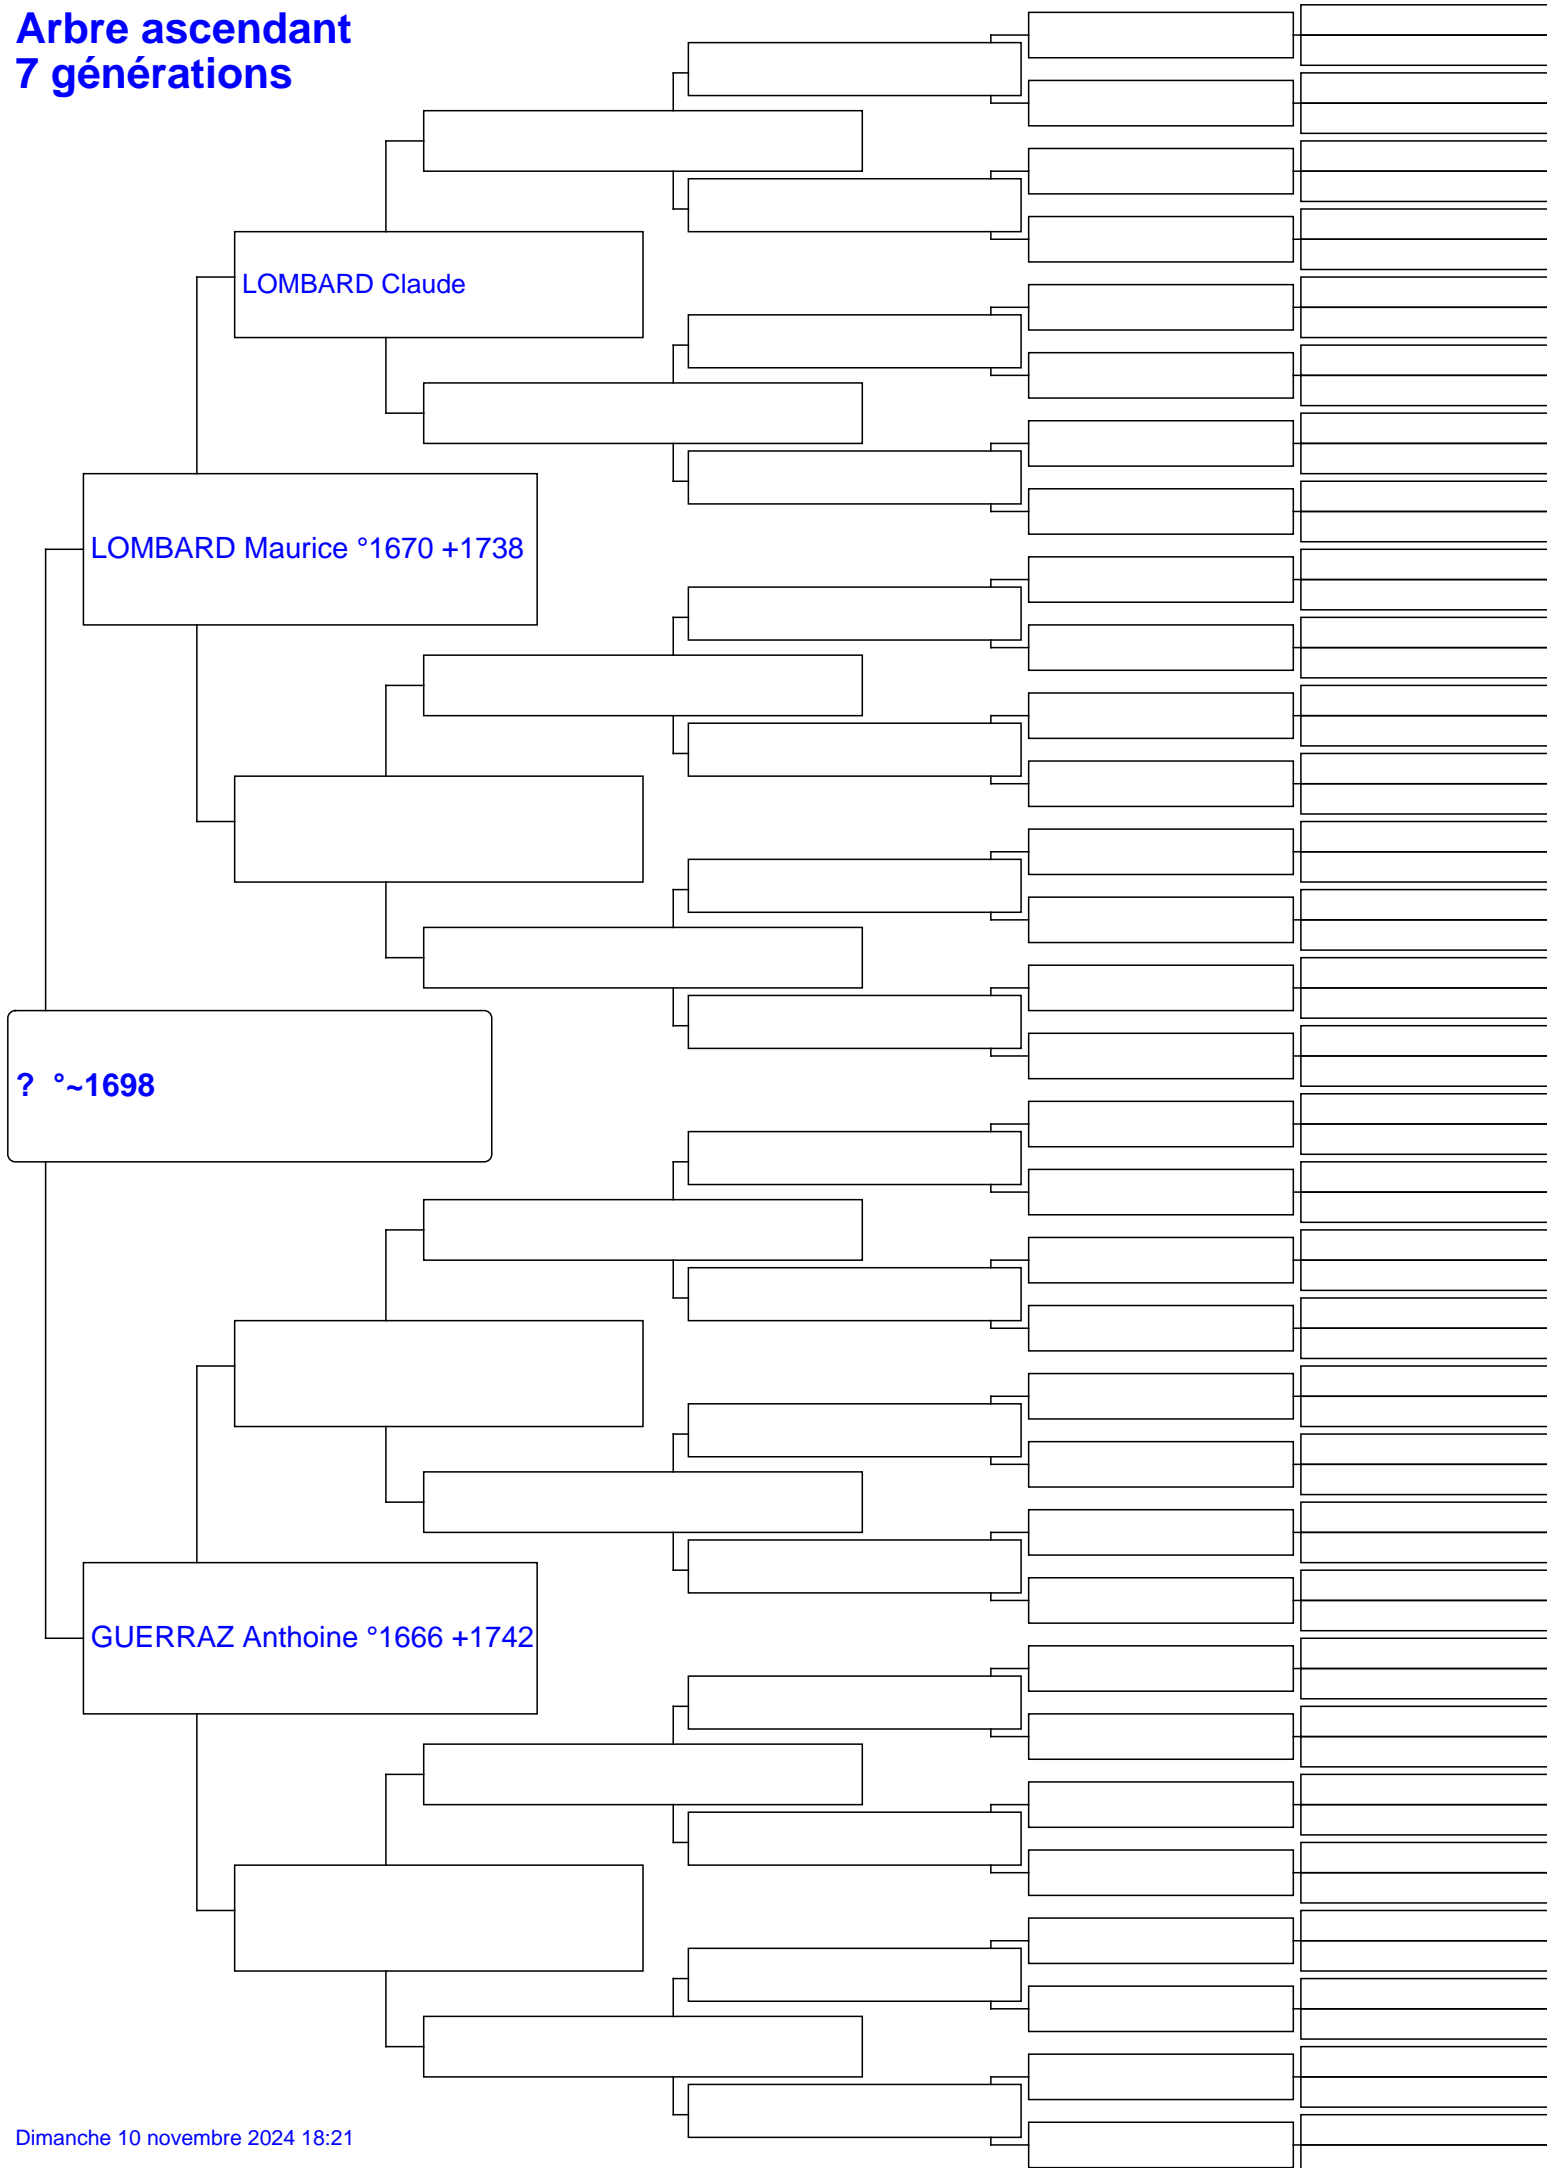 Arbre ascendant
7 générations
LOMBARD Claude
LOMBARD Maurice °1670 +1738
? °~1698
GUERRAZ Anthoine °1666 +1742
Dimanche 10 novembre 2024 18:21